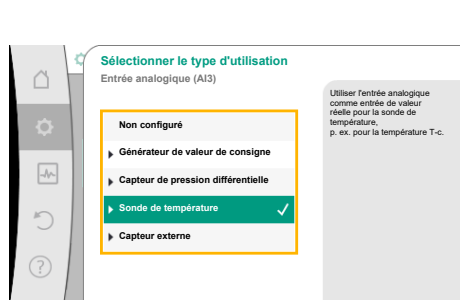 Sélectionner le type d'utilisation
Entrée analogique (AI3)
Non configuré
Générateur de valeur de consigne
Capteur de pression différentielle
Sonde de température
Capteur externe
Utiliser l'entrée analogique
comme entrée de valeur
réelle pour la sonde de
température,
p. ex. pour la température T-c.